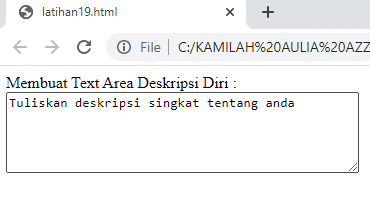 latihan19.html
File | C:/KAMILAH%20AULIA%20AZZ
Membuat Text Area Deskripsi Diri :
Tuliskan deskripsi singkat tentang anda